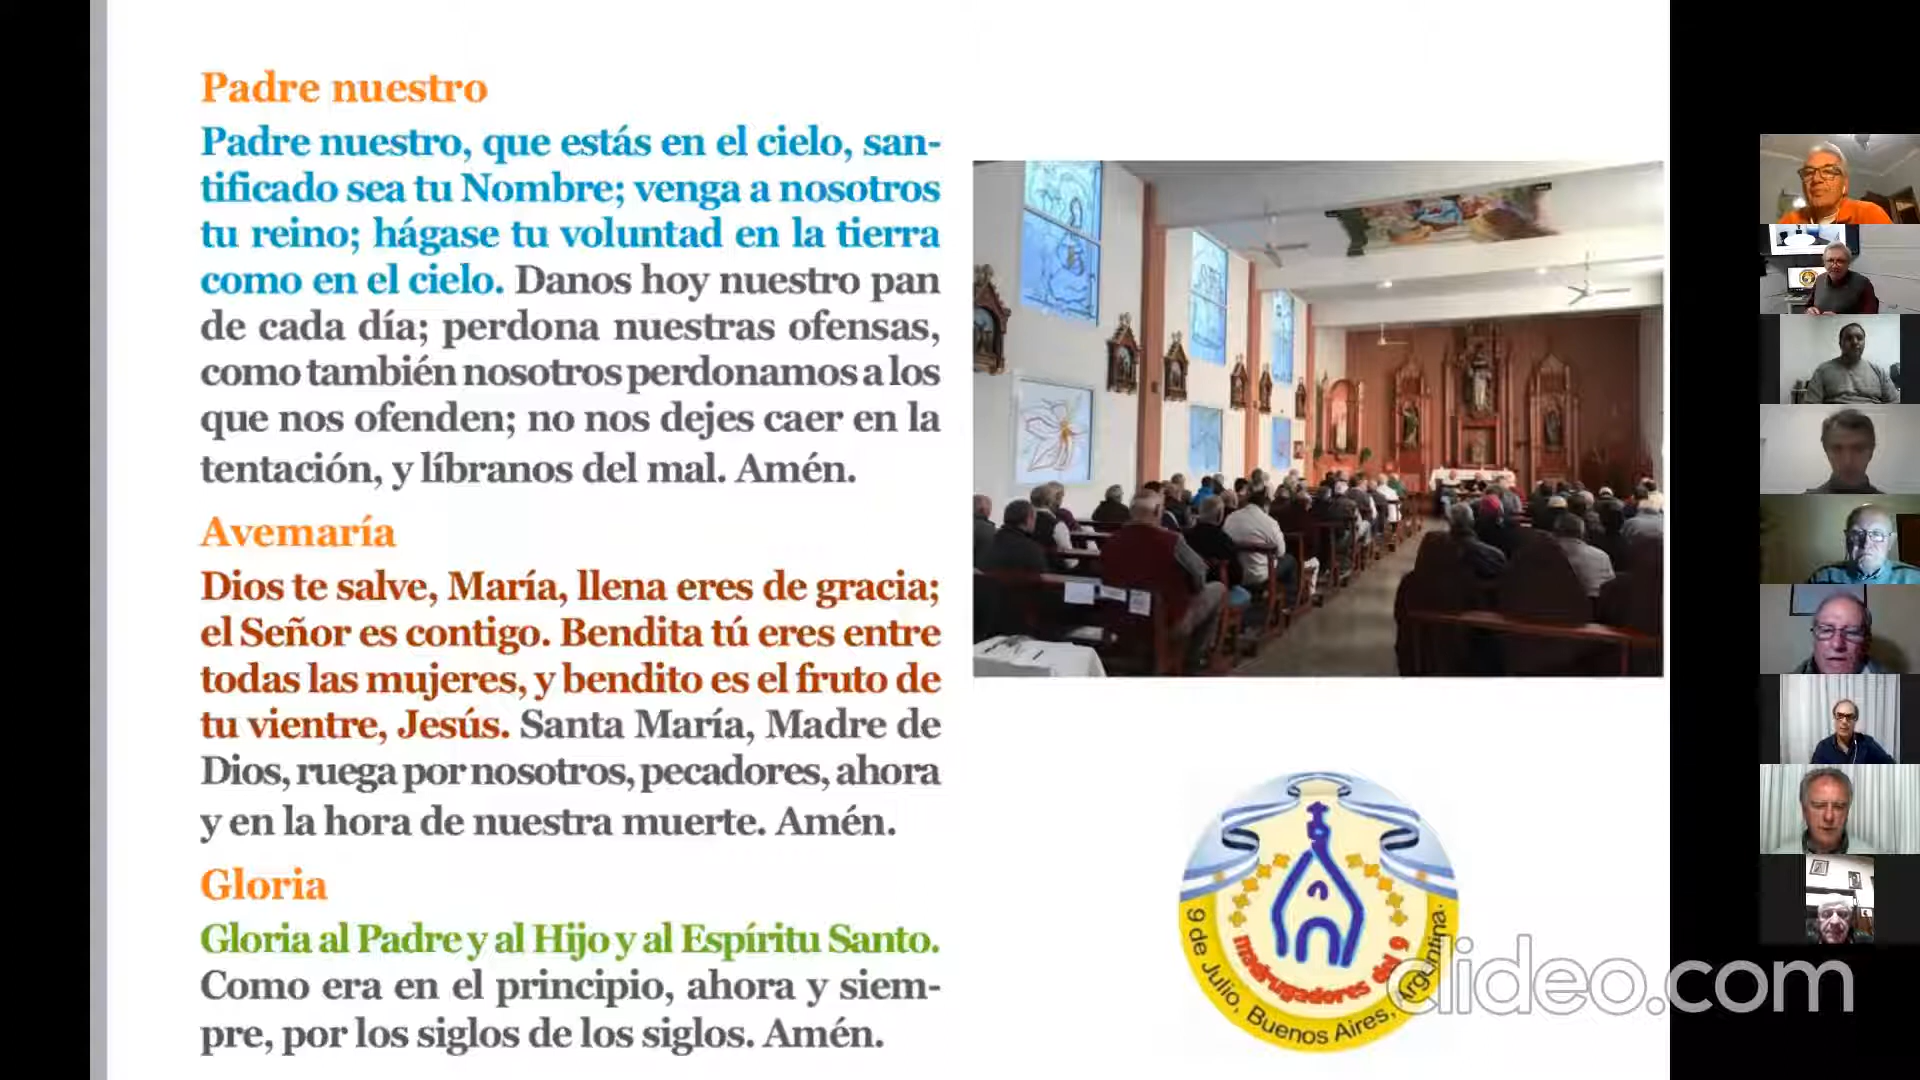 Padre nuestro
Padre nuestro, que estás en el cielo, san-
tificado sea tu Nombre; venga a nosotros
tu reino; hágase tu voluntad en la tierra
como en el cielo. Danos hoy nuestro pan
de cada día; perdona nuestras ofensas,
como también nosotros perdonamos a los
que nos ofenden; no nos dejes caer en la
tentación, y líbranos del mal. Amén.
Avemaría
Dios te salve, María, llena eres de gracia;
el Señor es contigo. Bendita tú eres entre
todas las mujeres, y bendito es el fruto de
tu vientre, Jesús. Santa María, Madre de
Dios, ruega por nosotros, pecadores, ahora
y en la hora de nuestra muerte. Amén.
Gloria
Gloria al Padre y al Hijo y al Espíritu Santo.
Como era en el principio, ahora y siem-
pre, por los siglos de los siglos. Amén.
madrugadores del 9
9 de Julio, Buenos Aires, Argentina.
clideo.com